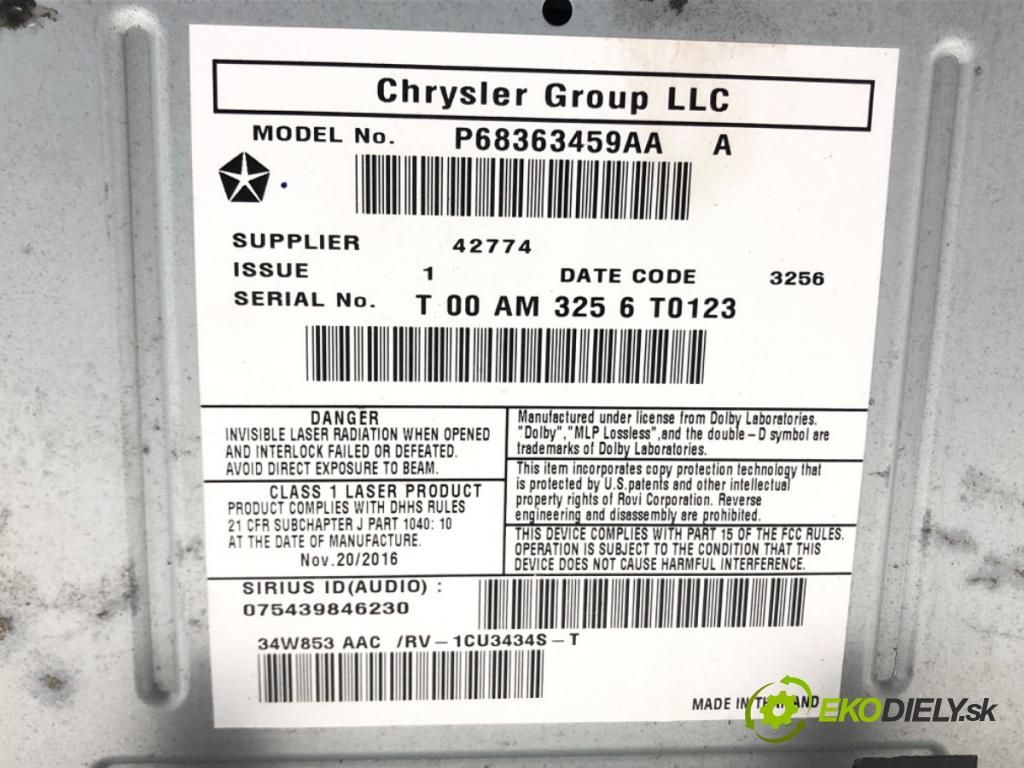 Chrysler Group LLC
MODEL No. P68363459AA A
SUPPLIER 42774
ISSUE 1 DATE CODE 3256
SERIAL No. T 00 AM 325 6 T0123
DANGER
INVISIBLE LASER RADIATION WHEN OPENED
AND INTERLOCK FAILED OR DEFEATED.
AVOID DIRECT EXPOSURE TO BEAM.
CLASS 1 LASER PRODUCT
PRODUCT COMPLIES WITH DHHS RULES
21 CFR SUBCHAPTER J PART 1040: 10
AT THE DATE OF MANUFACTURE.
Nov.20/2016
Manufactured under license from Dolby Laboratories.
"Dolby", "MLP Lossless", and the double-D symbol are
trademarks of Dolby Laboratories.
This item incorporates copy protection technology that
is protected by U.S.patents and other intellectual
property rights of Rovi Corporation. Reverse
engineering and disassembly are prohibited.
THIS DEVICE COMPLIES WITH PART 15 OF THE FCC RULES.
OPERATION IS SUBJECT TO THE CONDITION THAT THIS
DEVICE DOES NOT CAUSE HARMFUL INTERFERENCE.
SIRIUS ID(AUDIO) :
075439846230
34W853 AAC /RV-1CU3434S-T
MADE IN THAILAND
EKODIELY.sk